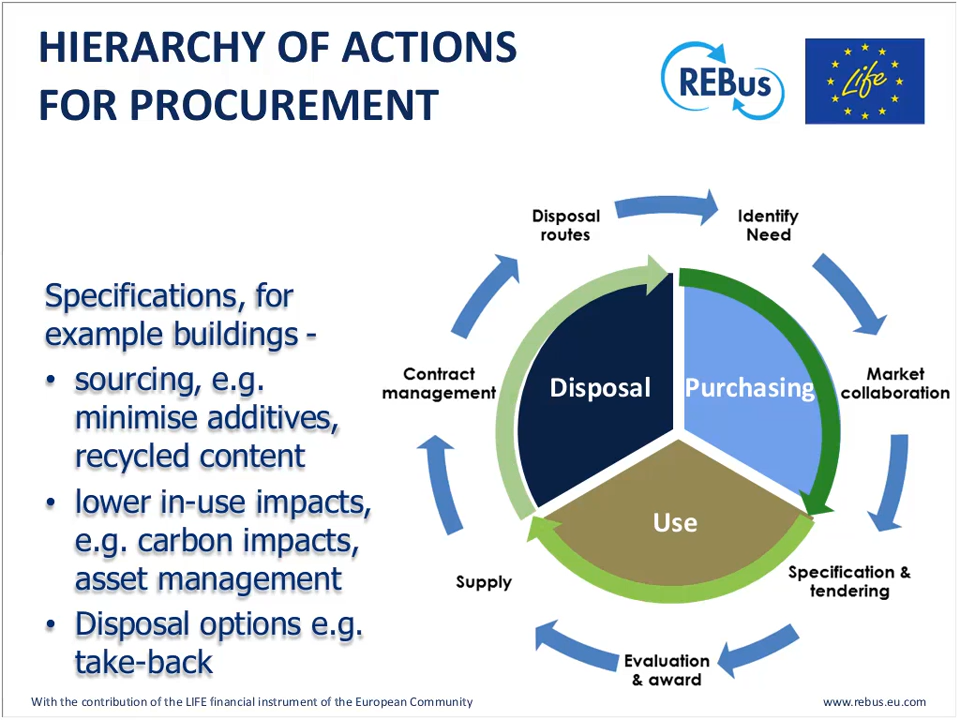 HIERARCHY OF ACTIONS
FOR PROCUREMENT
REBus
Life
Specifications, for
example buildings -
• sourcing, e.g.
minimise additives,
recycled content
• lower in-use impacts,
e.g. carbon impacts,
asset management
• Disposal options e.g.
take-back
Disposal
routes
Identify
Need
Market
collaboration
Specification &
tendering
Evaluation
& award
Supply
Contract
management
Disposal
Purchasing
Use
With the contribution of the LIFE financial instrument of the European Community
www.rebus.eu.com